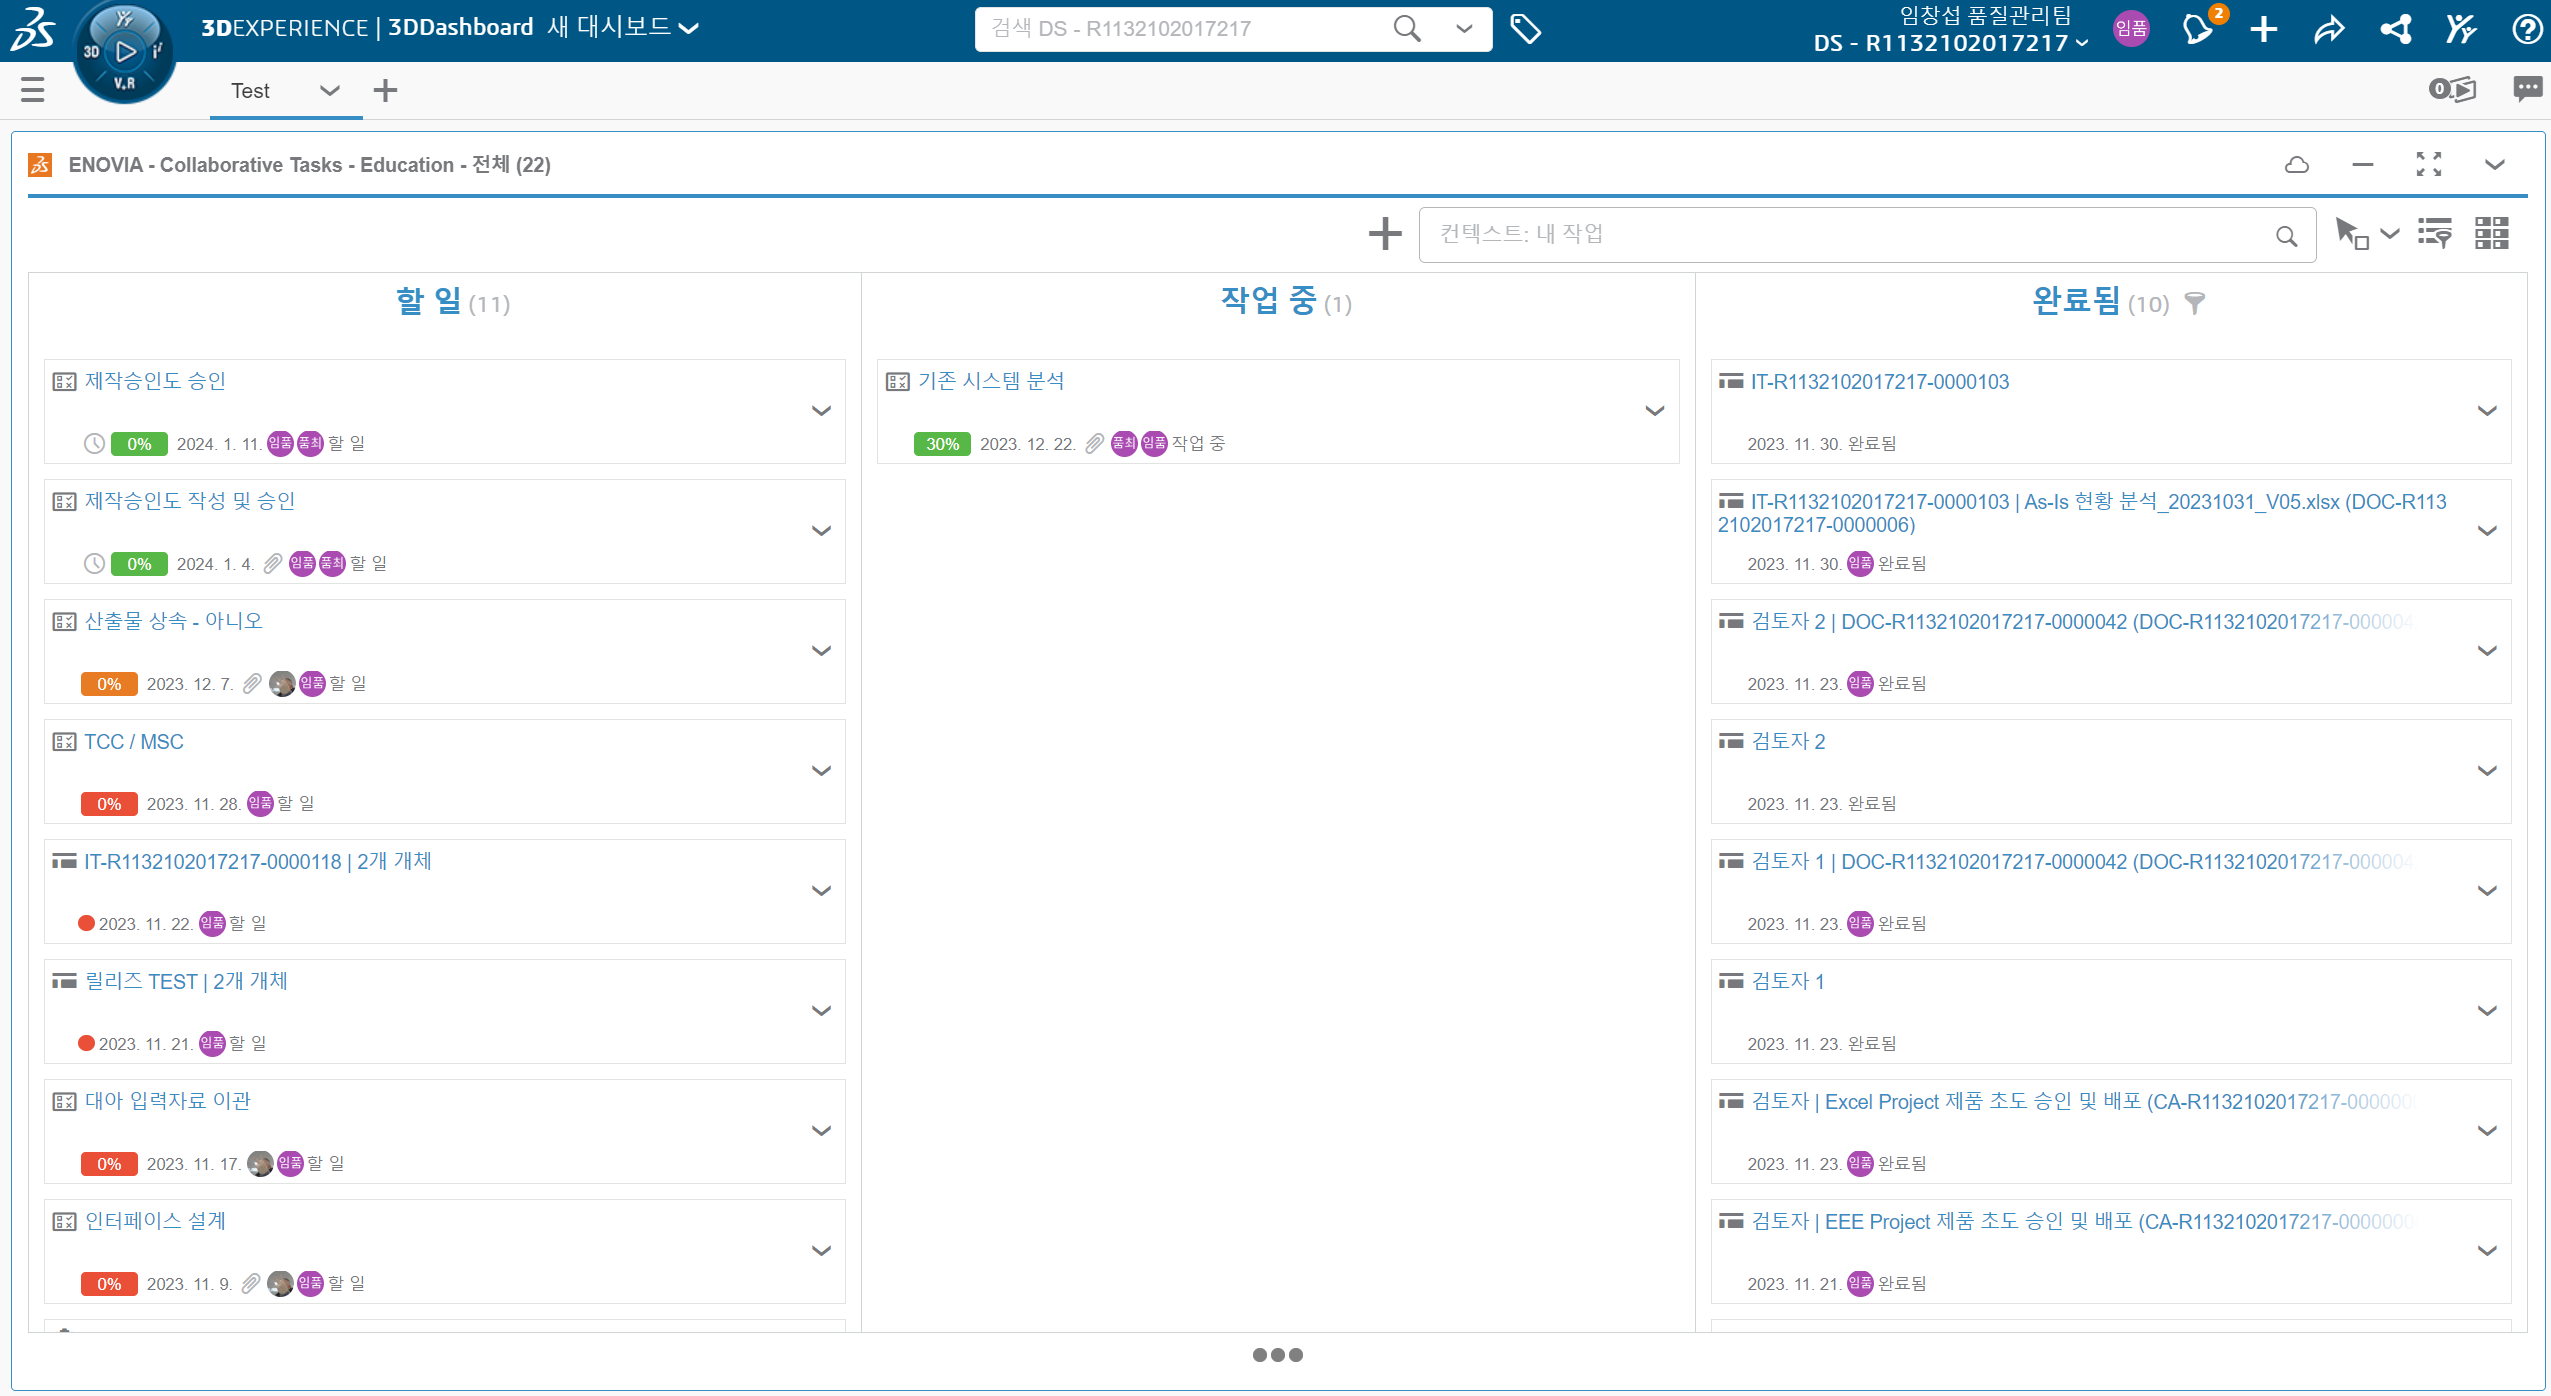 3DEXPERIENCE | 3DDashboard 새 대시보드
검색 DS - R1132102017217
임창섭 품질관리팀
DS - R1132102017217
임품
2
3D
V.R
Test
0
ENOVIA - Collaborative Tasks - Education - 전체 (22)
컨텍스트: 내 작업
할 일 (11)
제작승인도 승인
0% 2024. 1. 11. 임품 품최 할 일
제작승인도 작성 및 승인
0% 2024. 1. 4. 임품 품최 할 일
산출물 상속 - 아니오
0% 2023. 12. 7. 임품 할 일
TCC / MSC
0% 2023. 11. 28. 임품 할 일
IT-R1132102017217-0000118 | 2개 개체
2023. 11. 22. 임품 할 일
릴리즈 TEST | 2개 개체
2023. 11. 21. 임품 할 일
대아 입력자료 이관
0% 2023. 11. 17. 임품 할 일
인터페이스 설계
0% 2023. 11. 9. 임품 할 일
작업 중 (1)
기존 시스템 분석
30% 2023. 12. 22. 품최 임품 작업 중
완료됨 (10)
IT-R1132102017217-0000103
2023. 11. 30. 완료됨
IT-R1132102017217-0000103 | As-Is 현황 분석_20231031_V05.xlsx (DOC-R113
2102017217-0000006)
2023. 11. 30. 임품 완료됨
검토자 2 | DOC-R1132102017217-0000042 (DOC-R1132102017217-000004
2023. 11. 23. 임품 완료됨
검토자 2
2023. 11. 23. 완료됨
검토자 1 | DOC-R1132102017217-0000042 (DOC-R1132102017217-000004
2023. 11. 23. 임품 완료됨
검토자 1
2023. 11. 23. 완료됨
검토자 | Excel Project 제품 초도 승인 및 배포 (CA-R1132102017217-000000
2023. 11. 23. 임품 완료됨
검토자 | EEE Project 제품 초도 승인 및 배포 (CA-R1132102017217-0000000
2023. 11. 21. 임품 완료됨